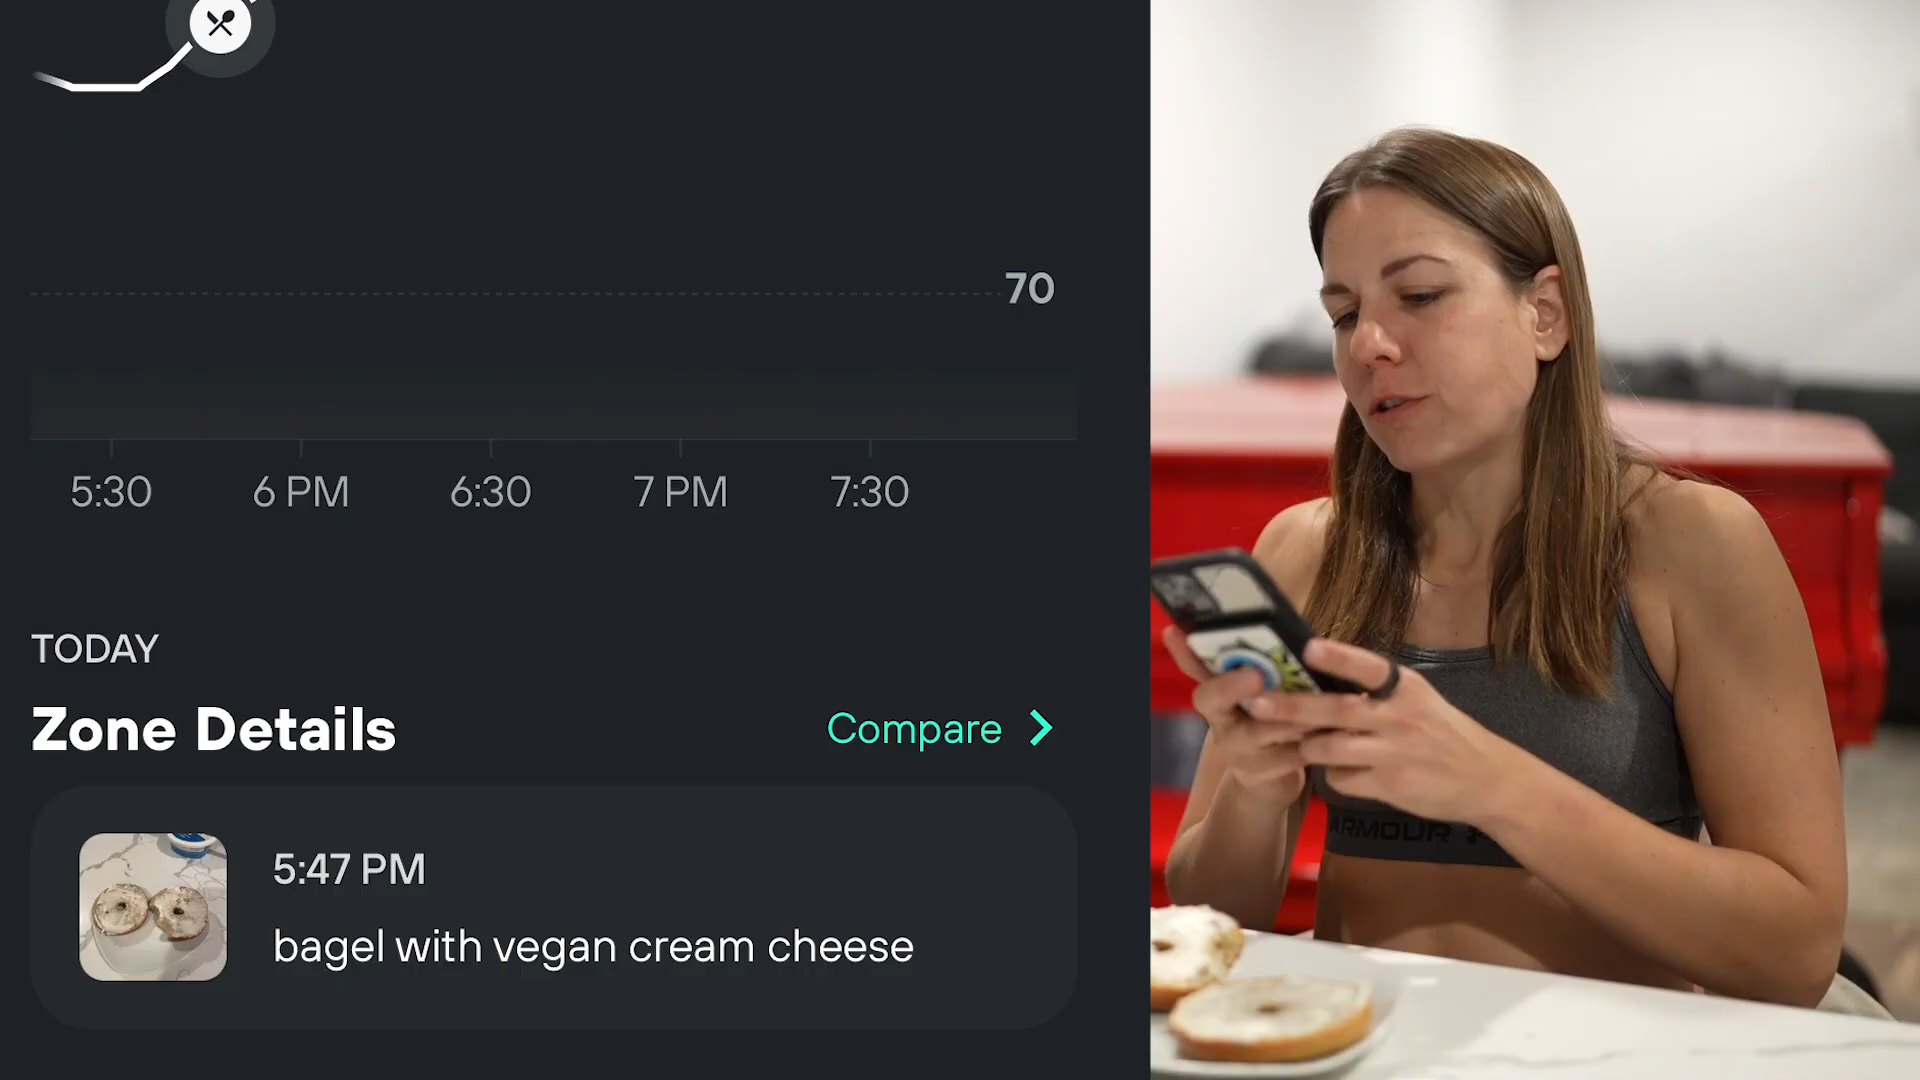 70
5:30 6 PM 6:30 7 PM 7:30
TODAY
Zone Details
Compare
5:47 PM
bagel with vegan cream cheese
ARMOUR